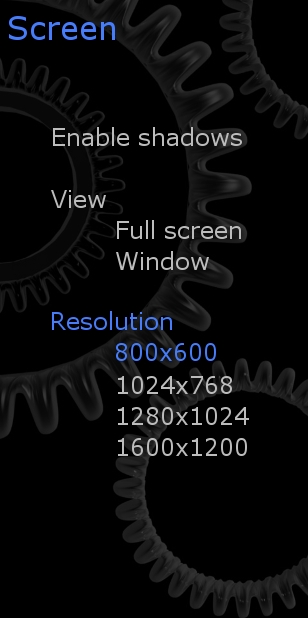 Screen
Enable shadows
View
Full screen
Window
Resolution
800x600
1024x768
1280x1024
1600x1200